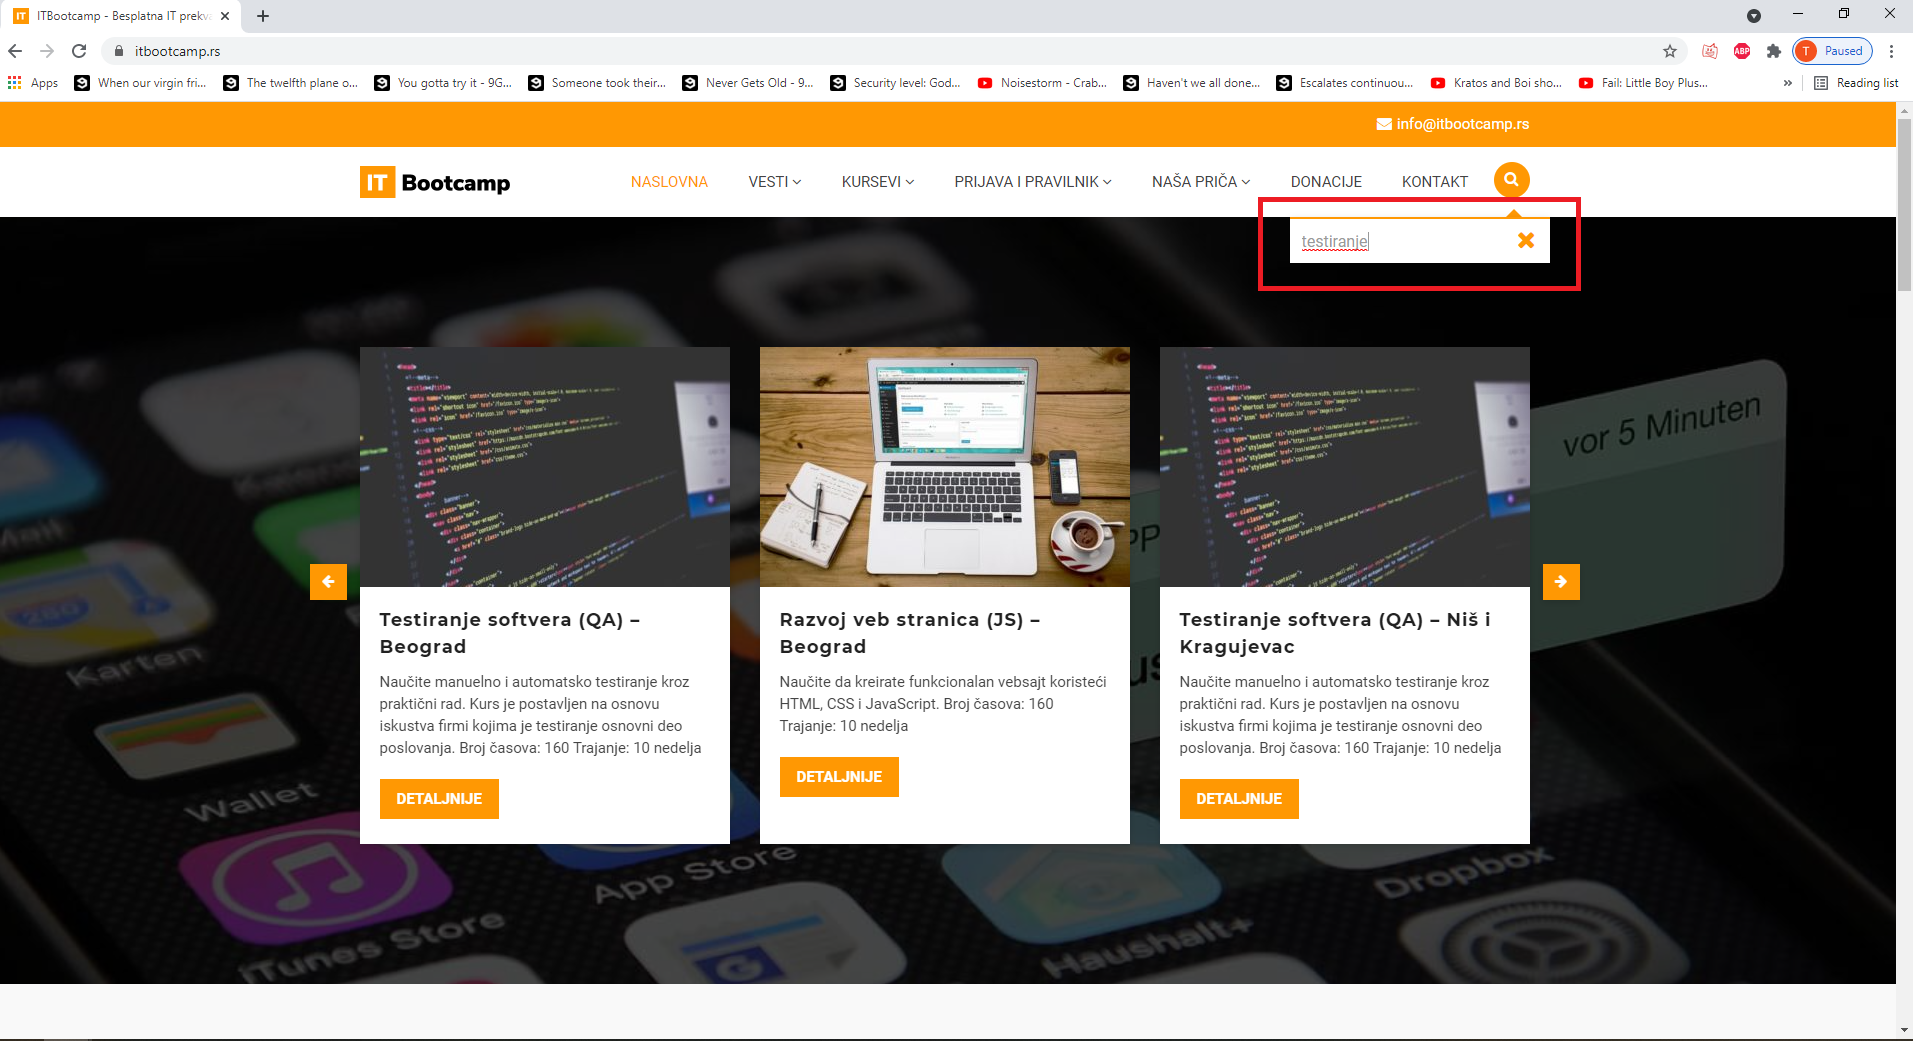 IT ITBootcamp - Besplatna IT prekva
itbootcamp.rs
ABP T Paused
Apps When our virgin fri... The twelfth plane o... You gotta try it - 9G... Someone took their... Never Gets Old - 9... Security level: God... Noisestorm - Crab... Haven't we all done... Escalates continuou... Kratos and Boi sho... Fail: Little Boy Plus... » Reading list
info@itbootcamp.rs
IT Bootcamp NASLOVNA VESTI KURSEVI PRIJAVA I PRAVILNIK NAŠA PRIČA DONACIJE KONTAKT
testiranje
vor 5 Minuten
Testiranje softvera (QA) –
Beograd
Naučite manuelno i automatsko testiranje kroz
praktični rad. Kurs je postavljen na osnovu
iskustva firmi kojima je testiranje osnovni deo
poslovanja. Broj časova: 160 Trajanje: 10 nedelja
DETALJNIJE
Razvoj veb stranica (JS) –
Beograd
Naučite da kreirate funkcionalan vebsajt koristeći
HTML, CSS i JavaScript. Broj časova: 160
Trajanje: 10 nedelja
DETALJNIJE
Testiranje softvera (QA) – Niš i
Kragujevac
Naučite manuelno i automatsko testiranje kroz
praktični rad. Kurs je postavljen na osnovu
iskustva firmi kojima je testiranje osnovni deo
poslovanja. Broj časova: 160 Trajanje: 10 nedelja
DETALJNIJE
Mail
280
Karten
Wallet
iTunes Store
App Store
Haushalt+
Dropbox